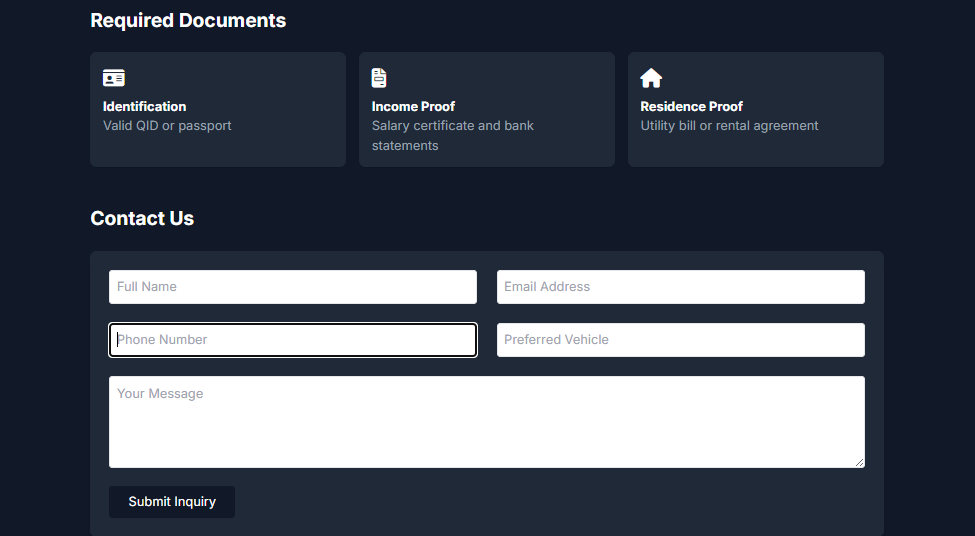 Required Documents
Identification
Valid QID or passport
Income Proof
Salary certificate and bank
statements
Residence Proof
Utility bill or rental agreement
Contact Us
Full Name
Email Address
Phone Number
Preferred Vehicle
Your Message
Submit Inquiry